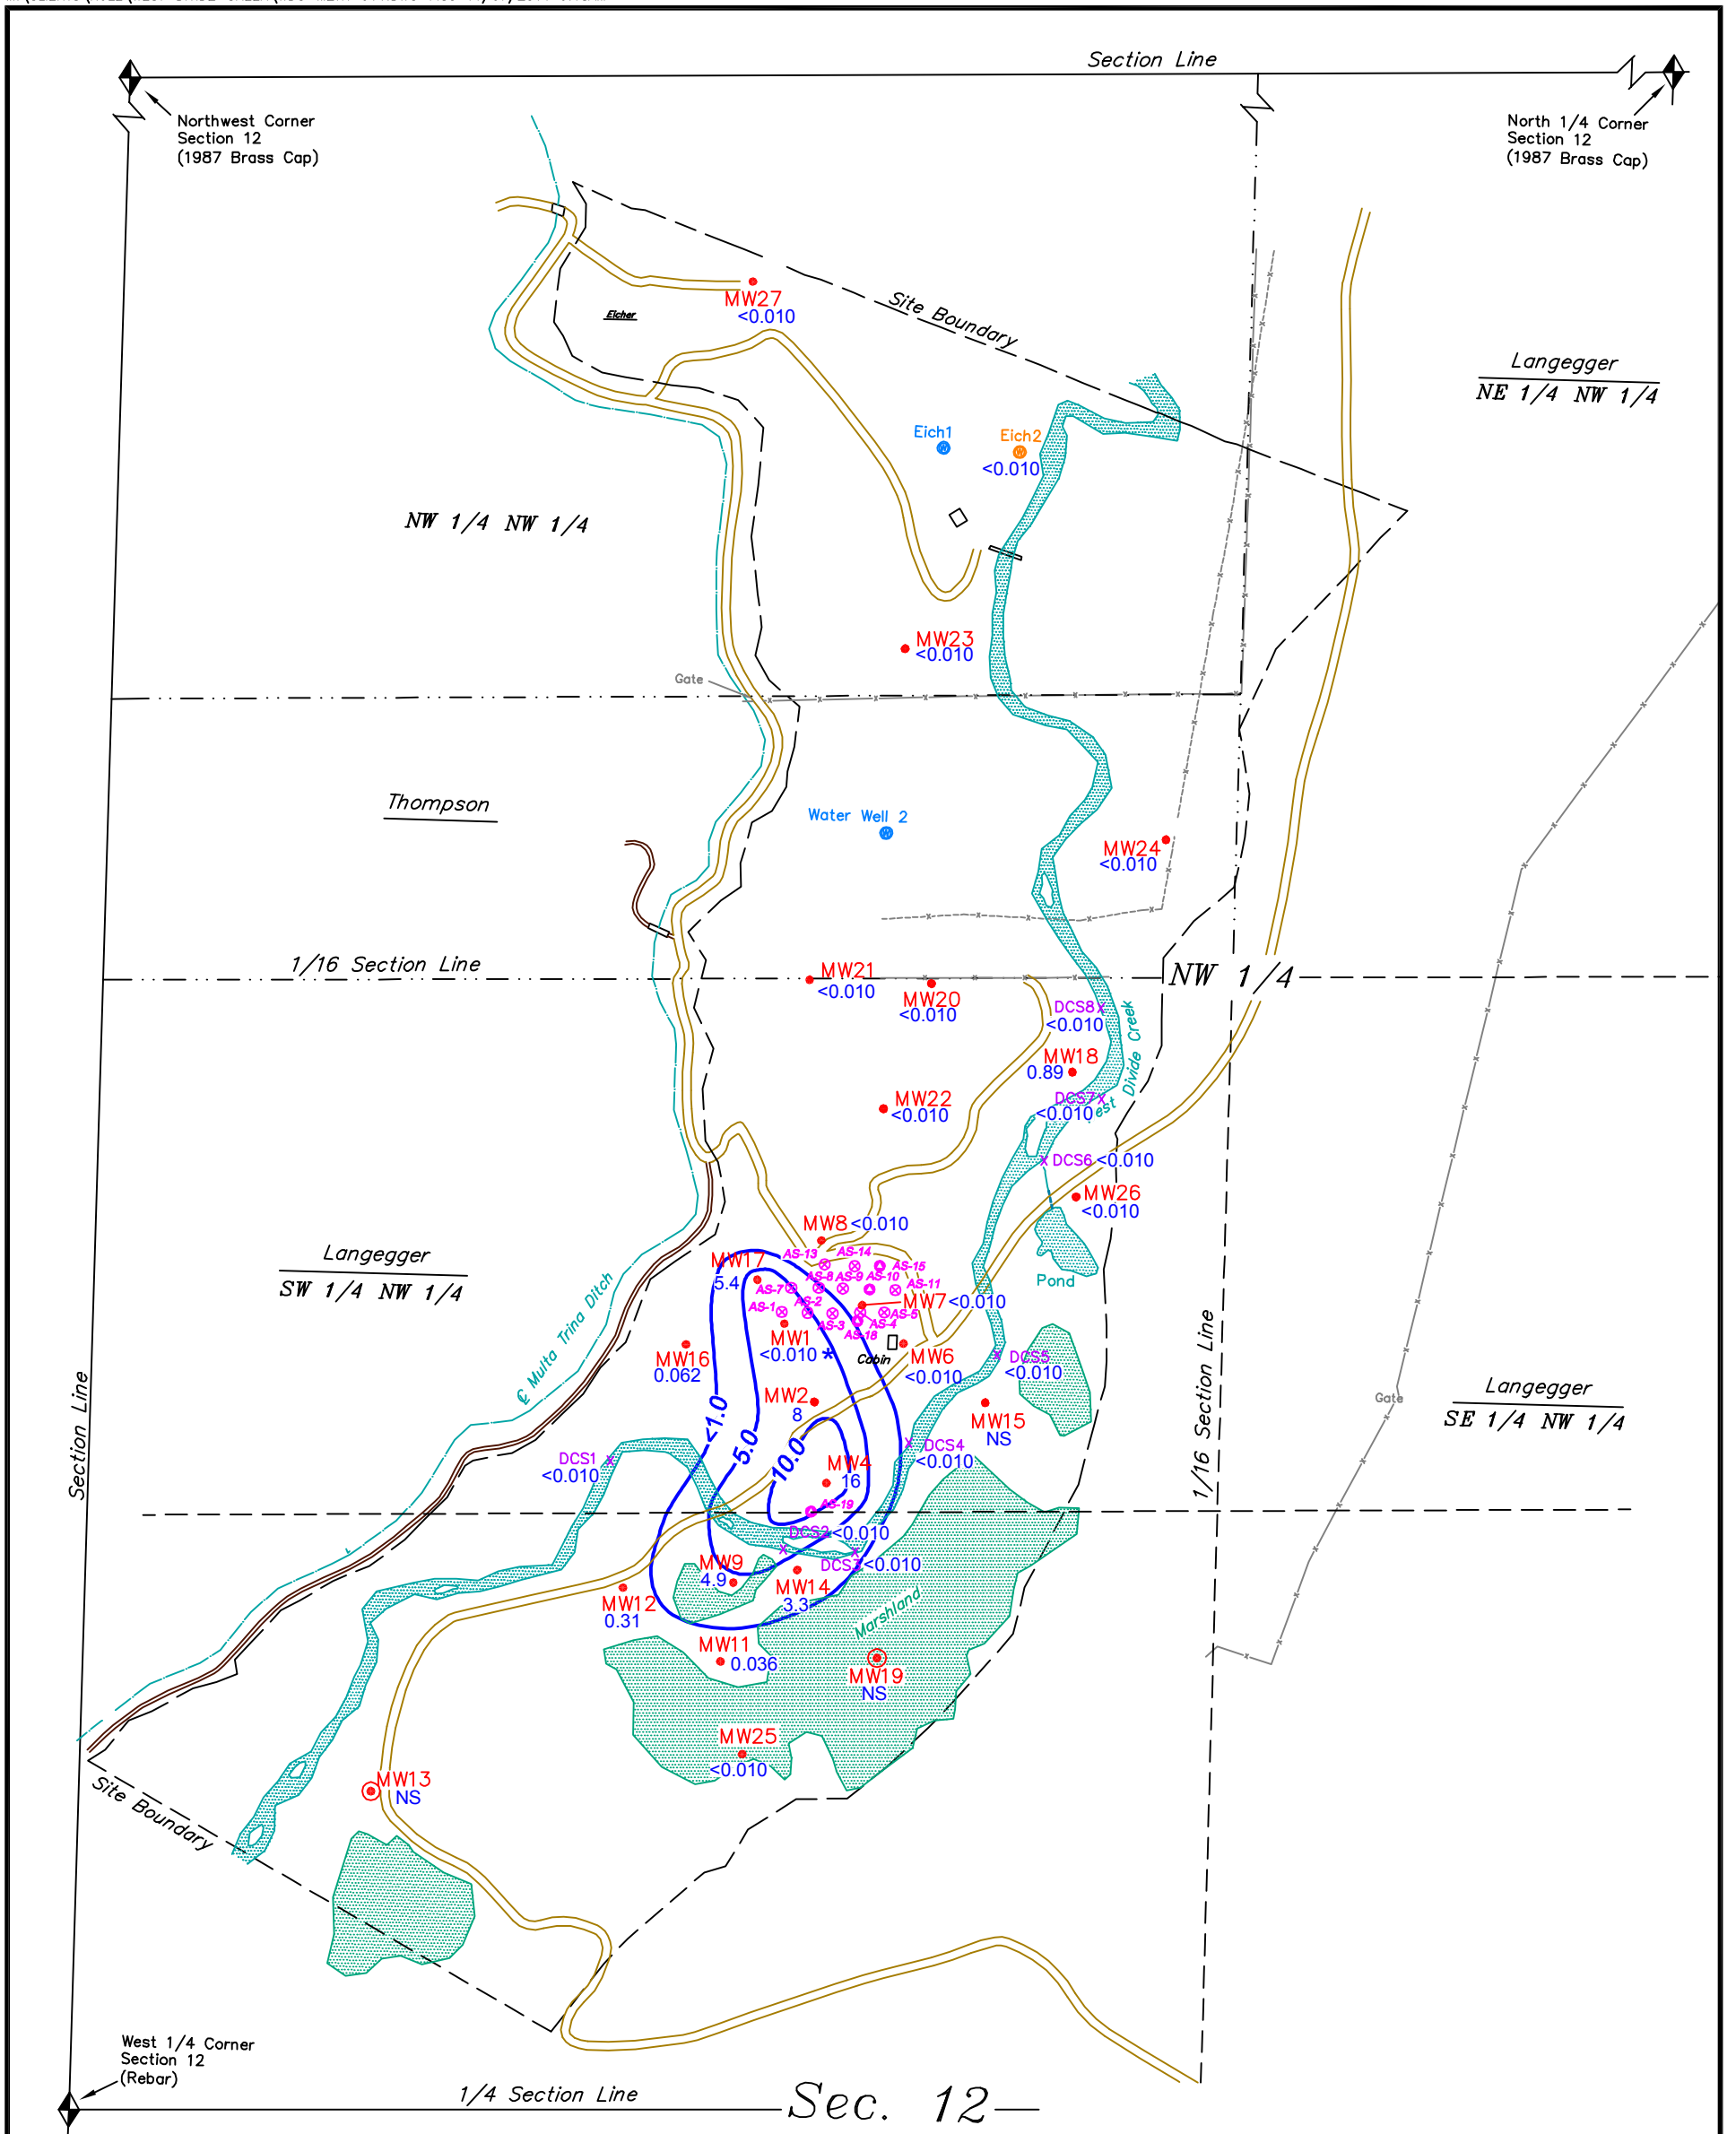 Section Line
Northwest Corner
Section 12
(1987 Brass Cap)
North 1/4 Corner
Section 12
(1987 Brass Cap)
MW27
<0.010
Eicher
Site Boundary
Langegger
NE 1/4 NW 1/4
Eich1
Eich2
<0.010
NW 1/4 NW 1/4
MW23
<0.010
Gate
Thompson
Water Well 2
MW24
<0.010
1/16 Section Line
MW21
<0.010
MW20
<0.010
NW 1/4
DCS8
<0.010
MW18
0.89
Divide Creek
DCS7
<0.010
MW22
<0.010
DCS6 <0.010
MW26
<0.010
MW8 <0.010
Langegger
SW 1/4 NW 1/4
MW17
5.4
AS-13
AS-14
AS-15
AS-8
AS-9
AS-10
AS-11
AS-7
AS-1
AS-2
AS-3
AS-4
AS-5
AS-18
MW7 <0.010
Pond
MW1
<0.010 *
Cabin
MW6
<0.010
MW16
0.062
DCS5
<0.010
℄ Multa Trina Ditch
1/16 Section Line
Section Line
MW2
8
<1.0
5.0
10.0
MW15
NS
Gate
Langegger
SE 1/4 NW 1/4
DCS1
<0.010
DCS4
<0.010
MW4
16
AS-19
DCS2 <0.010
DCS3 <0.010
MW9
4.9
MW14
3.3
MW12
0.31
Marshland
MW11
0.036
MW19
NS
MW25
<0.010
MW13
NS
Site Boundary
West 1/4 Corner
Section 12
(Rebar)
1/4 Section Line
Sec. 12